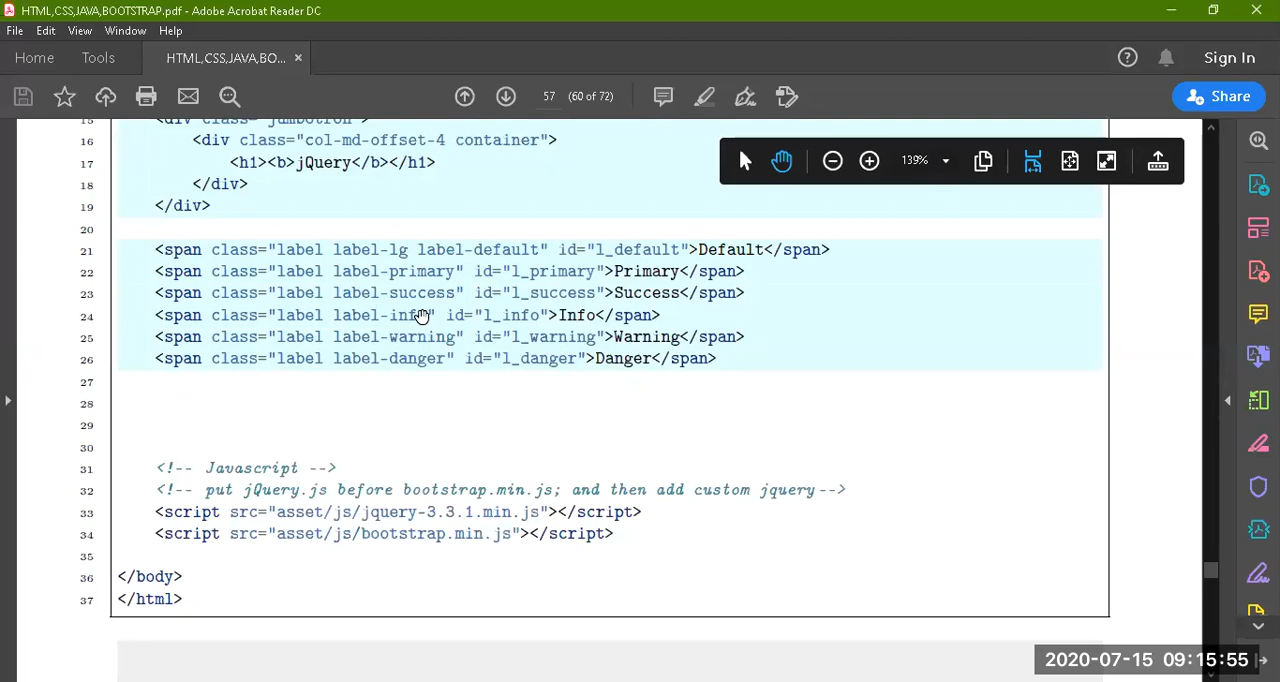 HTML,CSS,JAVA,BOOTSTRAP.pdf - Adobe Acrobat Reader DC
File Edit View Window Help
Home Tools HTML,CSS,JAVA,BO... × Sign In
57 (60 of 72) Share
139%
15 <div class="jumbotron">
16 <div class="col-md-offset-4 container">
17 <h1><b>jQuery</b></h1>
18 </div>
19 </div>
20
21 <span class="label label-lg label-default" id="l_default">Default</span>
22 <span class="label label-primary" id="l_primary">Primary</span>
23 <span class="label label-success" id="l_success">Success</span>
24 <span class="label label-info" id="l_info">Info</span>
25 <span class="label label-warning" id="l_warning">Warning</span>
26 <span class="label label-danger" id="l_danger">Danger</span>
27
28
29
30
31 <!-- Javascript -->
32 <!-- put jQuery.js before bootstrap.min.js; and then add custom jquery-->
33 <script src="asset/js/jquery-3.3.1.min.js"></script>
34 <script src="asset/js/bootstrap.min.js"></script>
35
36 </body>
37 </html>
2020-07-15 09:15:55